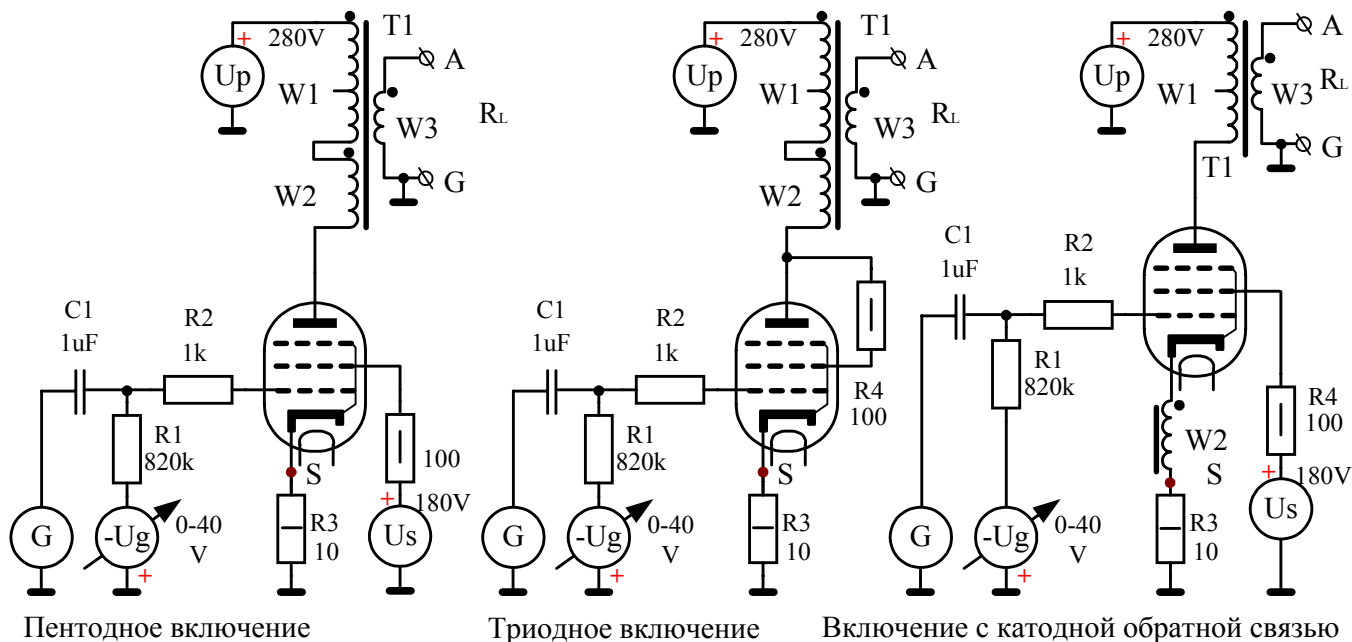 +
280V
T1
Up
A
W1
W3
RL
G
W2
C1
1uF
R2
1k
R1
820k
S
100
+
180V
G
-Ug
0-40
V
+
R3
10
Us
Пентодное включение
+
280V
T1
Up
A
W1
W3
RL
G
W2
C1
1uF
R2
1k
R4
100
R1
820k
S
G
-Ug
0-40
V
+
R3
10
Триодное включение
+
280V
A
Up
W1
W3
RL
G
T1
C1
1uF
R2
1k
R1
820k
R4
100
W2
S
+
180V
G
-Ug
0-40
V
+
R3
10
Us
Включение с катодной обратной связью